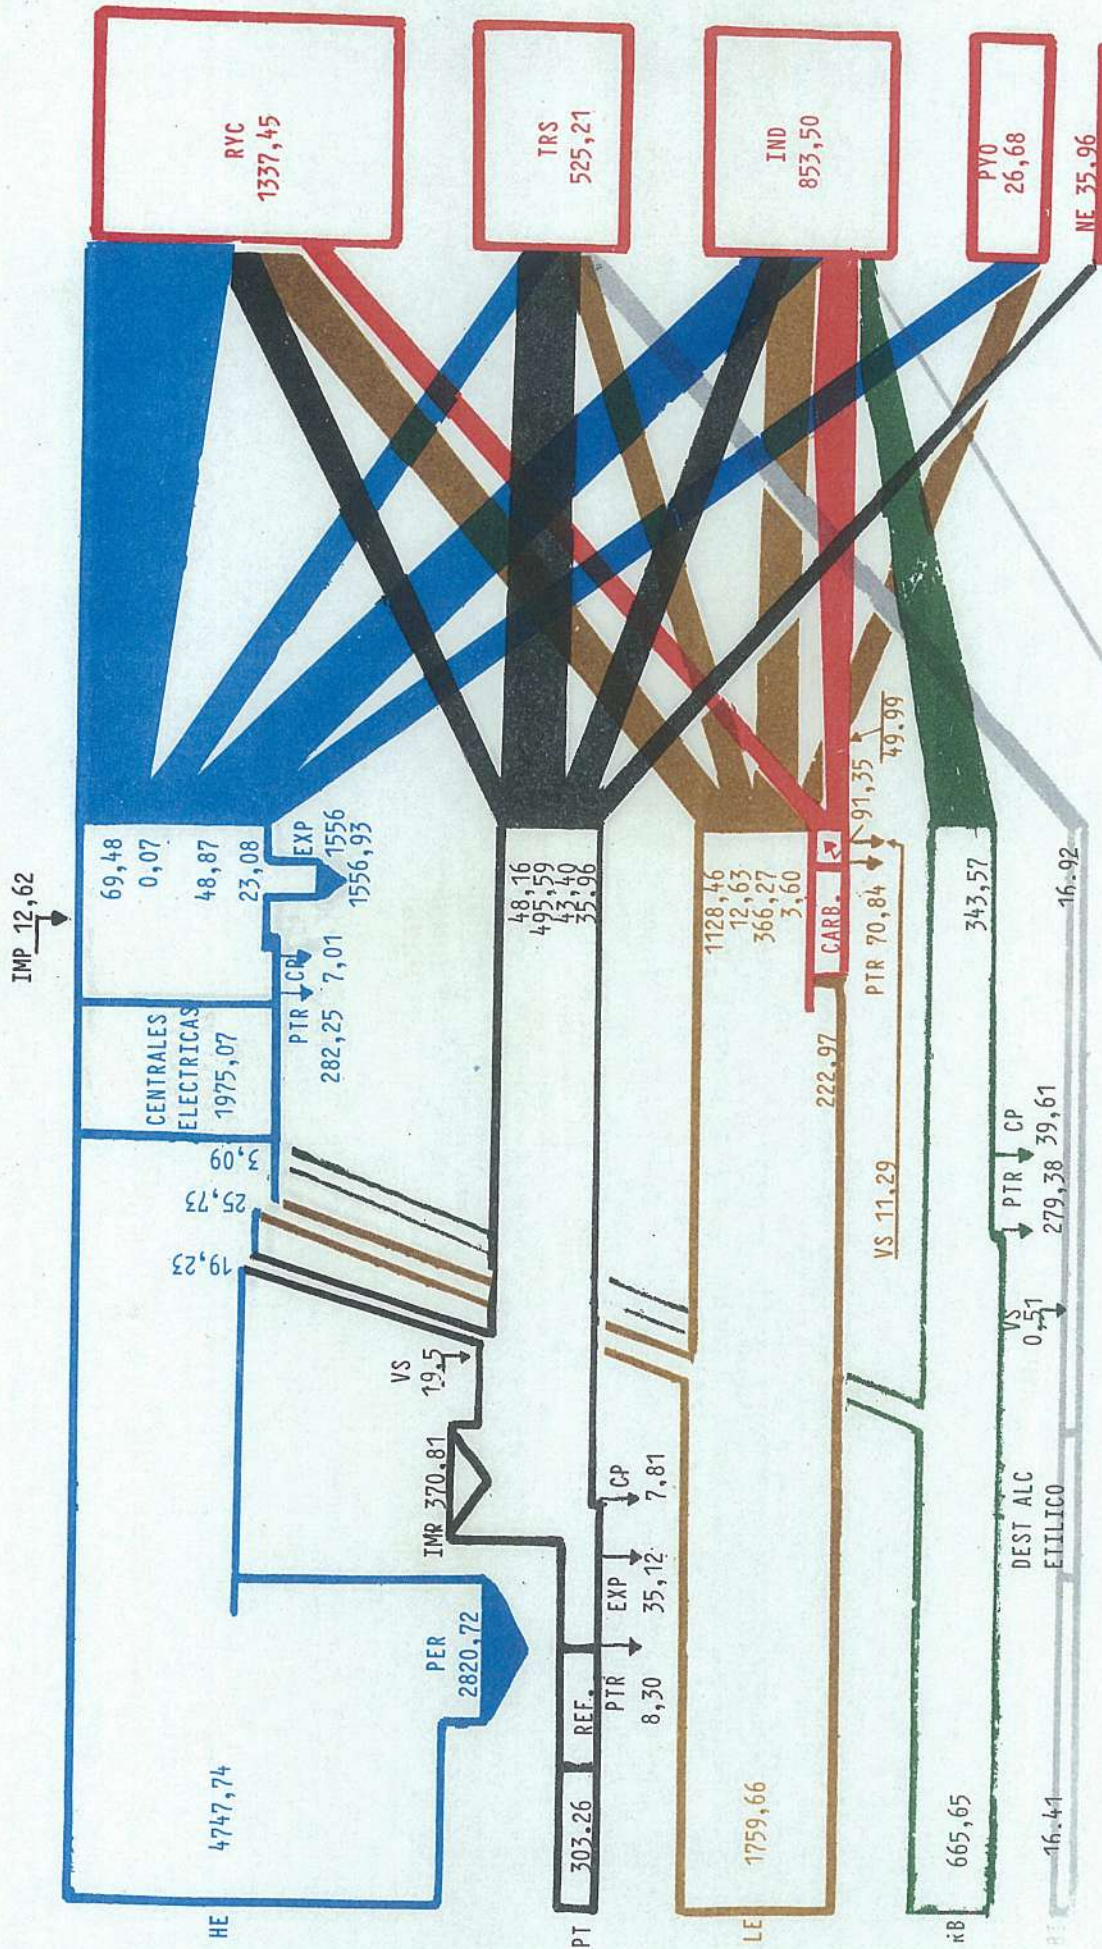 IMP 12,62
RYC
1337,45
TRS
525,21
IND
853,50
PYO
26,68
NE 35,96
HE
4747,74
PER
2820,72
19,23
25,73
3,09
CENTRALES
ELECTRICAS
1975,07
PTR CP
282,25 7,01
69,48
0,07
48,87
23,08
EXP
1556
1556,93
PT
303.26
REF.
PTR
8,30
EXP
35,12
CP
7,81
IMR 370.81
VS
19,5
48,16
495,59
43,40
35,96
LE
1759,66
222,97
CARB.
1128,46
12,63
366,27
3,60
PTR 70,84
91,35
49.99
VS 11,29
665,65
PTR CP
279,38 39,61
343,57
16.41
DEST ALC
ETILICO
VS
0,51
16.92